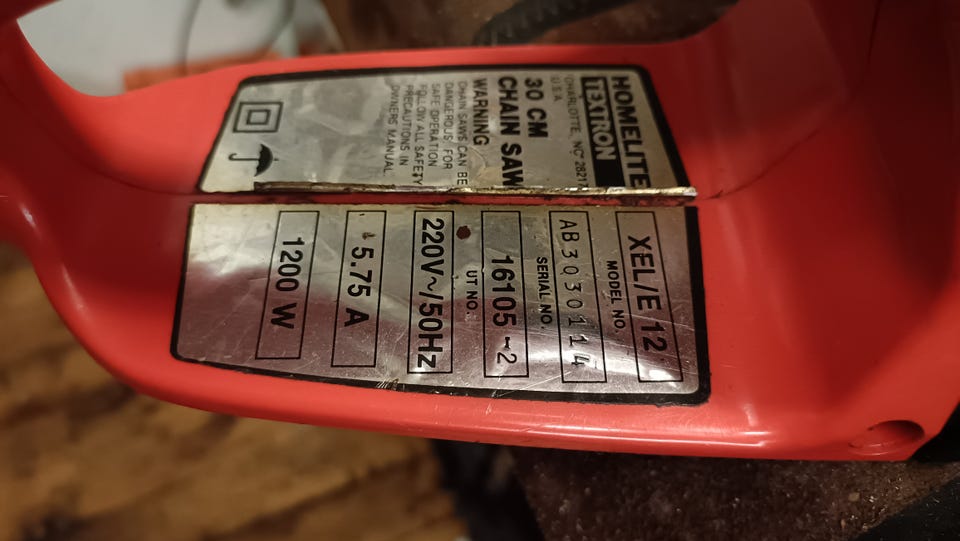 HOMELITE
TEXTRON
CHARLOTTE, NC 2821
U.S.A.
30 CM
CHAIN SAW
WARNING
CHAIN SAWS CAN BE
DANGEROUS FOR
SAFE OPERATION
FOLLOW ALL SAFETY
PRECAUTIONS IN
OWNERS MANUAL
XEL/E 12
MODEL NO.
AB3030114
SERIAL NO.
16105-2
UT NO.
220V~/50Hz
5.75 A
1200 W